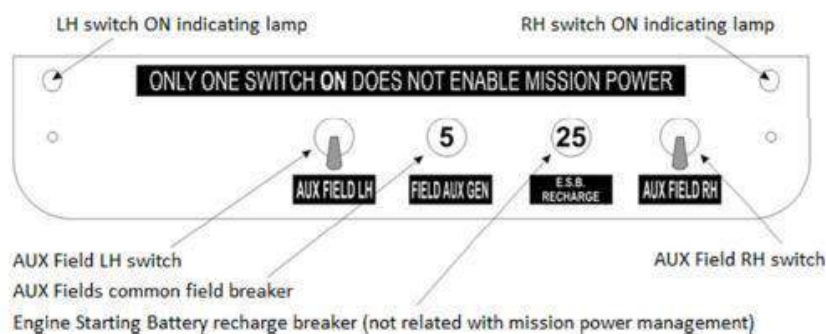 LH switch ON indicating lamp
RH switch ON indicating lamp
ONLY ONE SWITCH ON DOES NOT ENABLE MISSION POWER
5
25
AUX FIELD LH
FIELD AUX GEN
E.S.B.
RECHARGE
AUX FIELD RH
AUX Field LH switch
AUX Field RH switch
AUX Fields common field breaker
Engine Starting Battery recharge breaker (not related with mission power management)